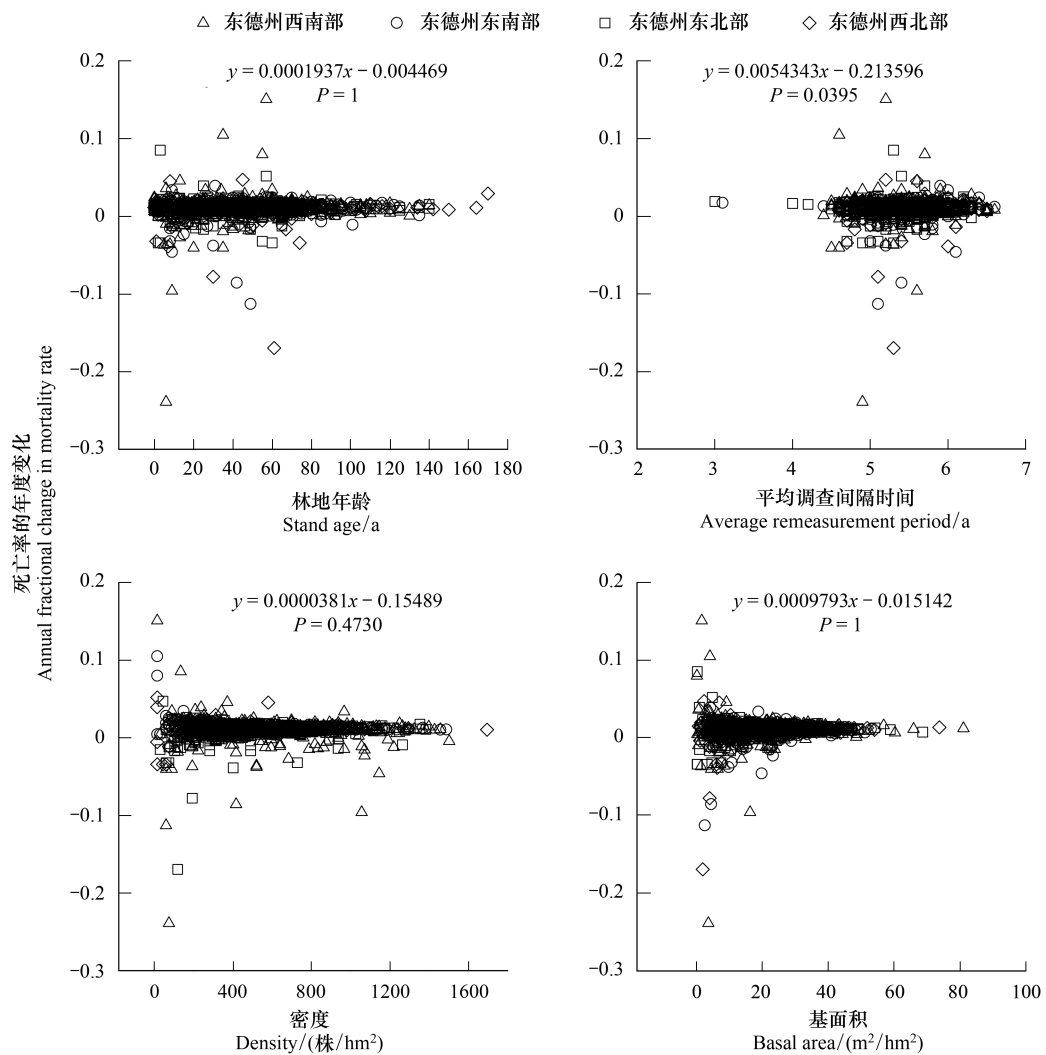 东德州西南部 东德州东南部 东德州东北部 东德州西北部
死亡率的年度变化
Annual fractional change in mortality rate
y = 0.0001937x − 0.004469
P = 1
0.2
0.1
0
−0.1
−0.2
−0.3
0 20 40 60 80 100 120 140 160 180
林地年龄
Stand age/a
y = 0.0054343x − 0.213596
P = 0.0395
0.2
0.1
0
−0.1
−0.2
−0.3
2 3 4 5 6 7
平均调查间隔时间
Average remeasurement period/a
y = 0.0000381x − 0.15489
P = 0.4730
0.2
0.1
0
−0.1
−0.2
−0.3
0 400 800 1200 1600
密度
Density/(株/hm²)
y = 0.0009793x − 0.015142
P = 1
0.2
0.1
0
−0.1
−0.2
−0.3
0 20 40 60 80 100
基面积
Basal area/(m²/hm²)